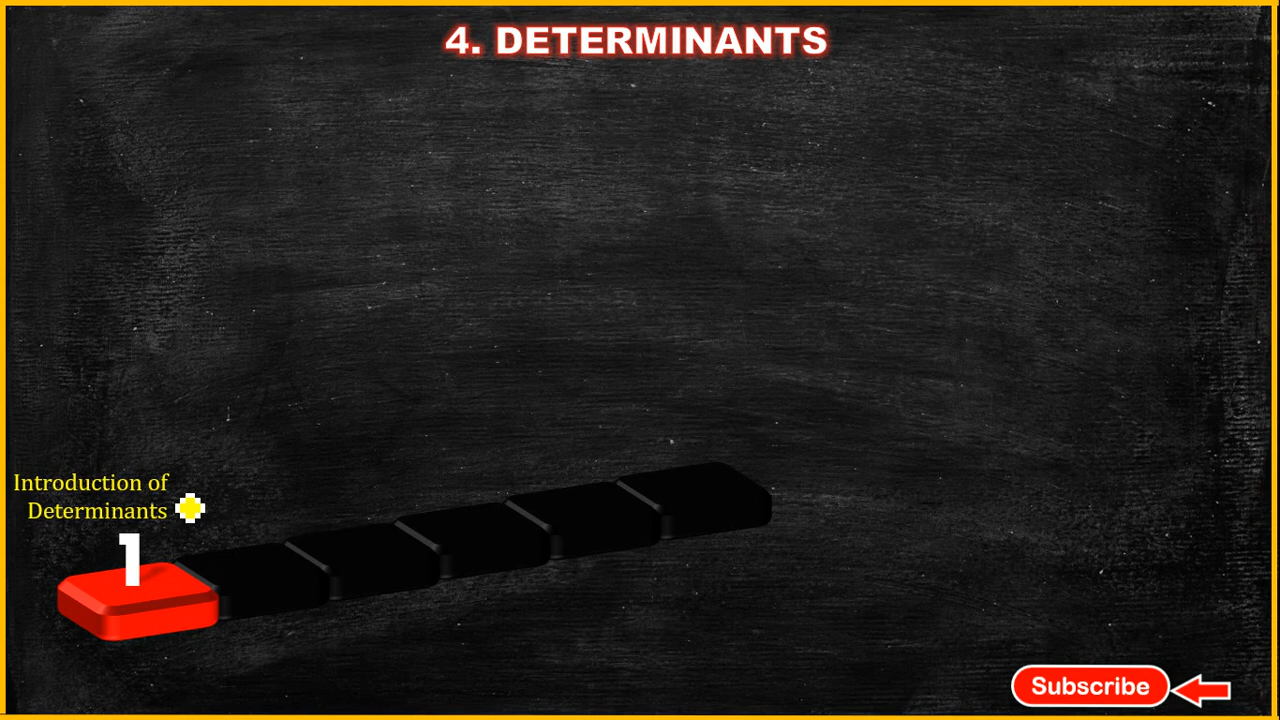 4. DETERMINANTS
Introduction of
Determinants
1
Subscribe